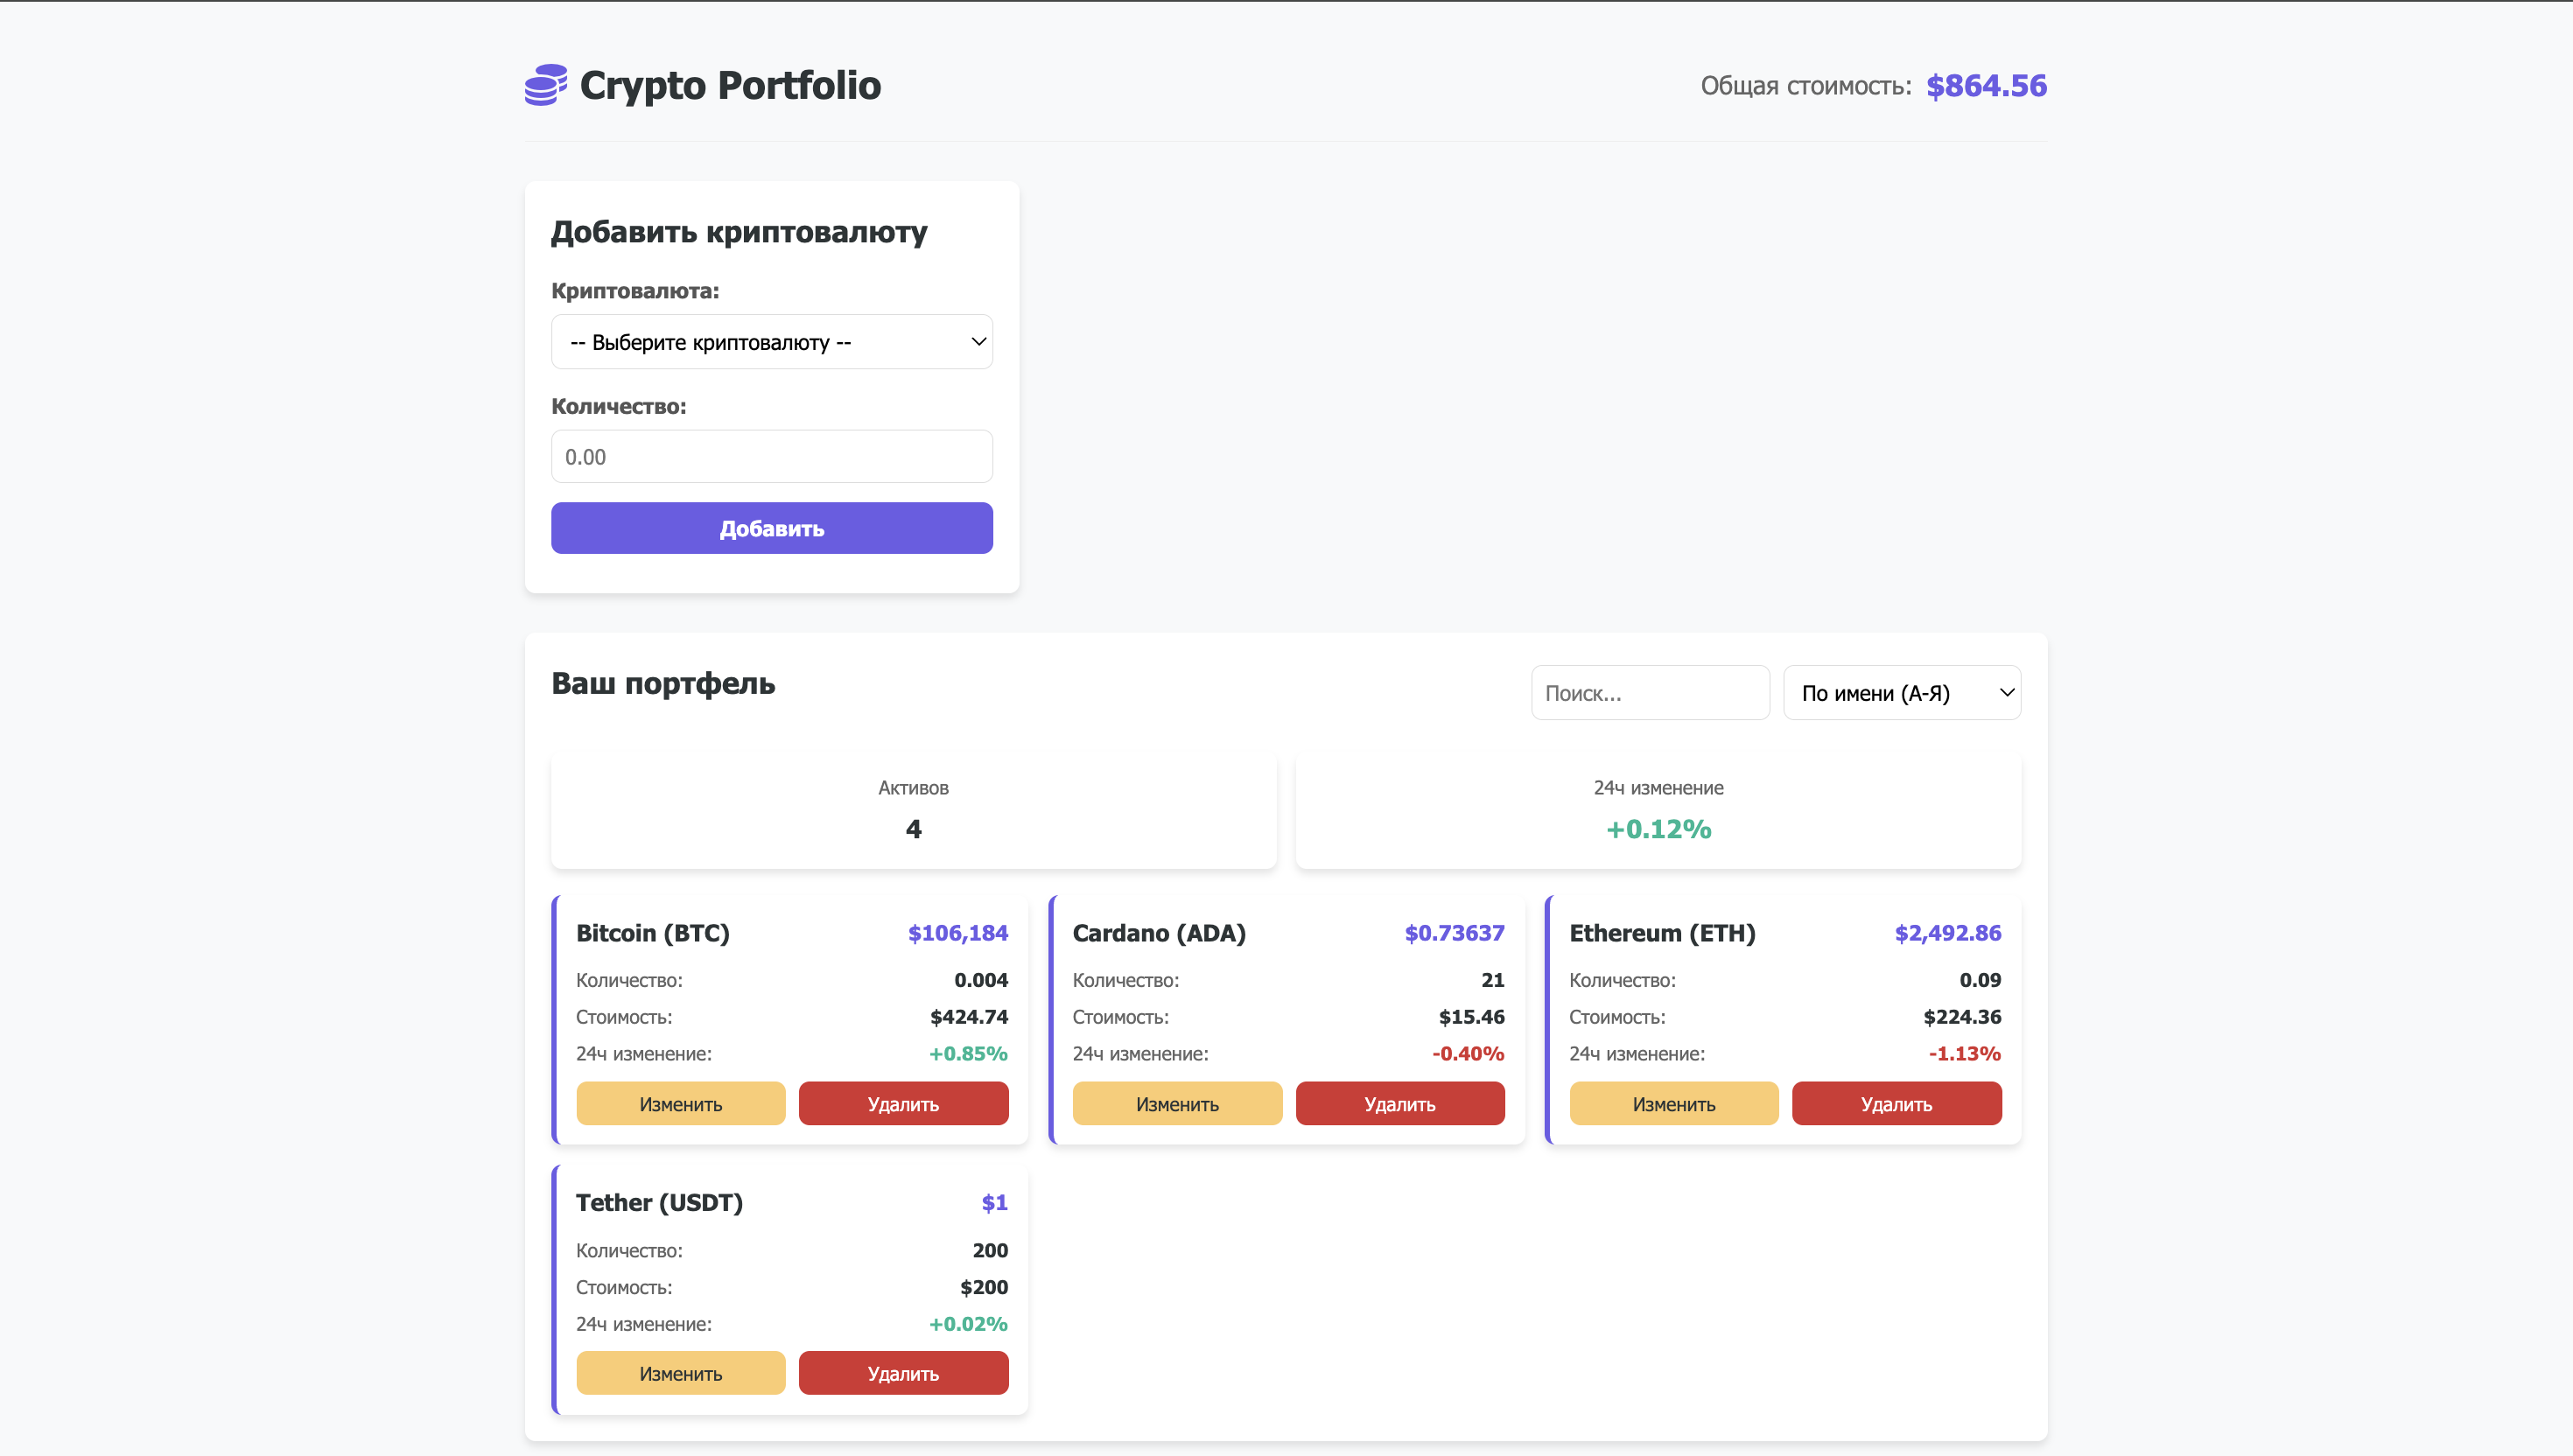 Crypto Portfolio
Общая стоимость: $864.56
Добавить криптовалюту
Криптовалюта:
-- Выберите криптовалюту --
Количество:
0.00
Добавить
Ваш портфель
Поиск...
По имени (А-Я)
Активов
4
24ч изменение
+0.12%
Bitcoin (BTC) $106,184
Количество: 0.004
Стоимость: $424.74
24ч изменение: +0.85%
Изменить Удалить
Cardano (ADA) $0.73637
Количество: 21
Стоимость: $15.46
24ч изменение: -0.40%
Изменить Удалить
Ethereum (ETH) $2,492.86
Количество: 0.09
Стоимость: $224.36
24ч изменение: -1.13%
Изменить Удалить
Tether (USDT) $1
Количество: 200
Стоимость: $200
24ч изменение: +0.02%
Изменить Удалить